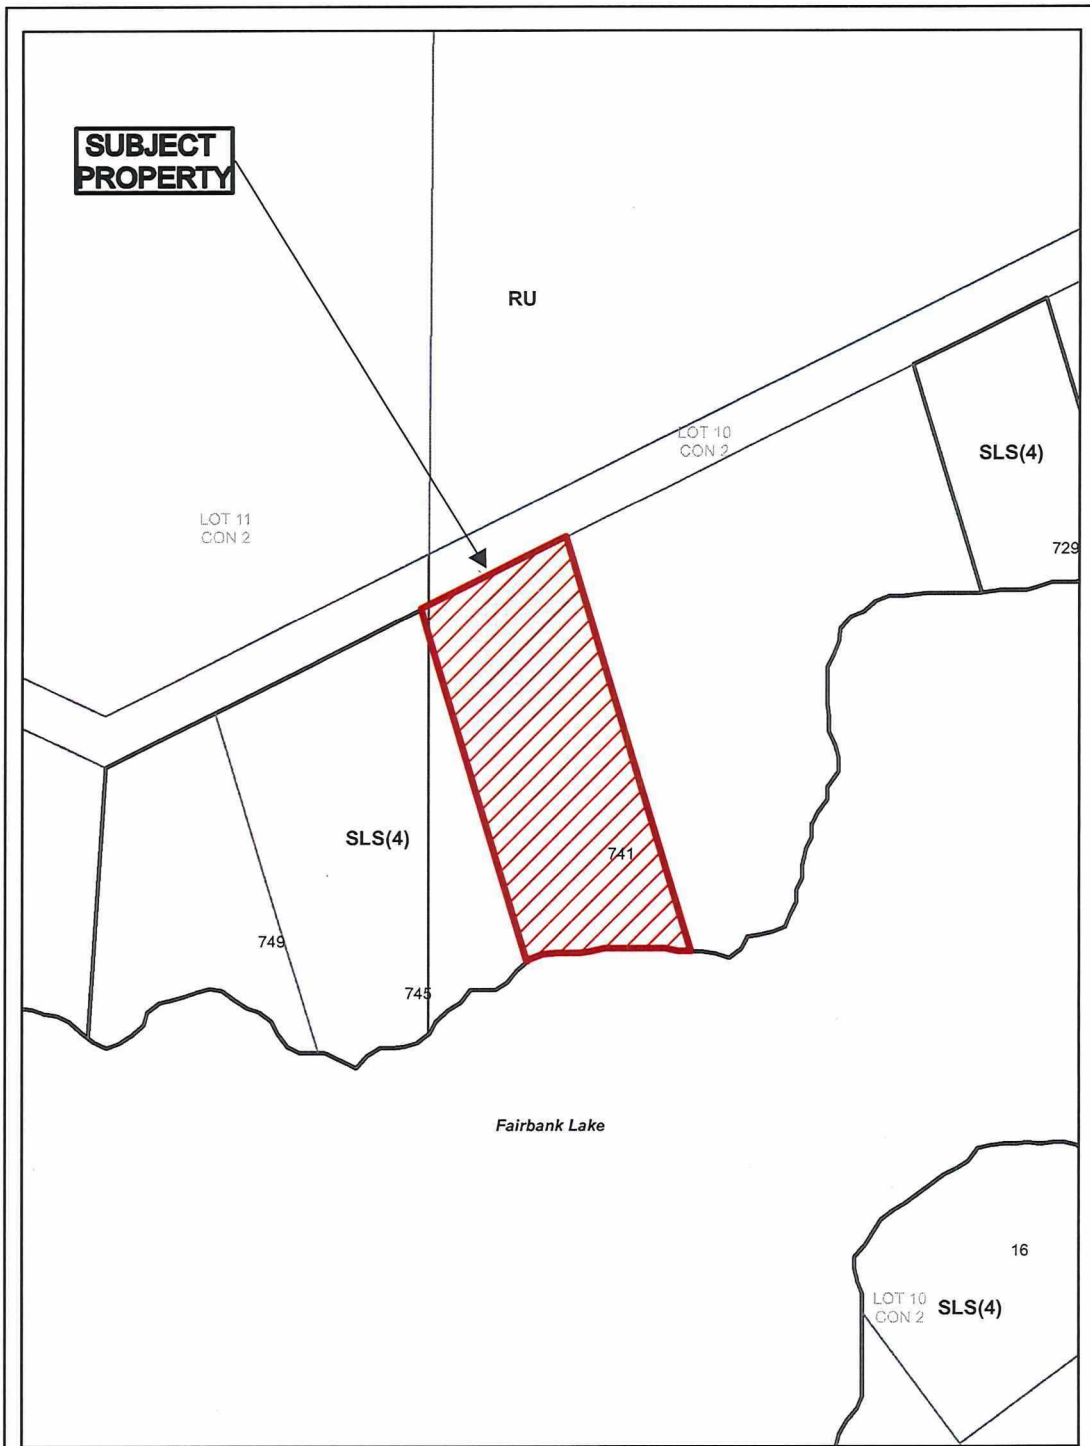 SUBJECT
PROPERTY
RU
LOT 10
CON 2
SLS(4)
LOT 11
CON 2
729
SLS(4)
741
749
745
Fairbank Lake
16
LOT 10
CON 2
SLS(4)